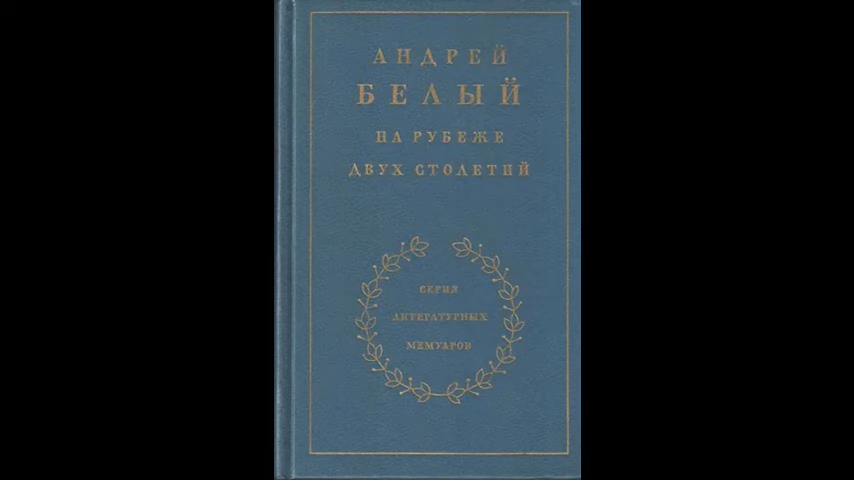 АНДРЕЙ
БЕЛЫЙ
НА РУБЕЖЕ
ДВУХ СТОЛЕТИЙ
СЕРИЯ
ЛИТЕРАТУРНЫХ
МЕМУАРОВ